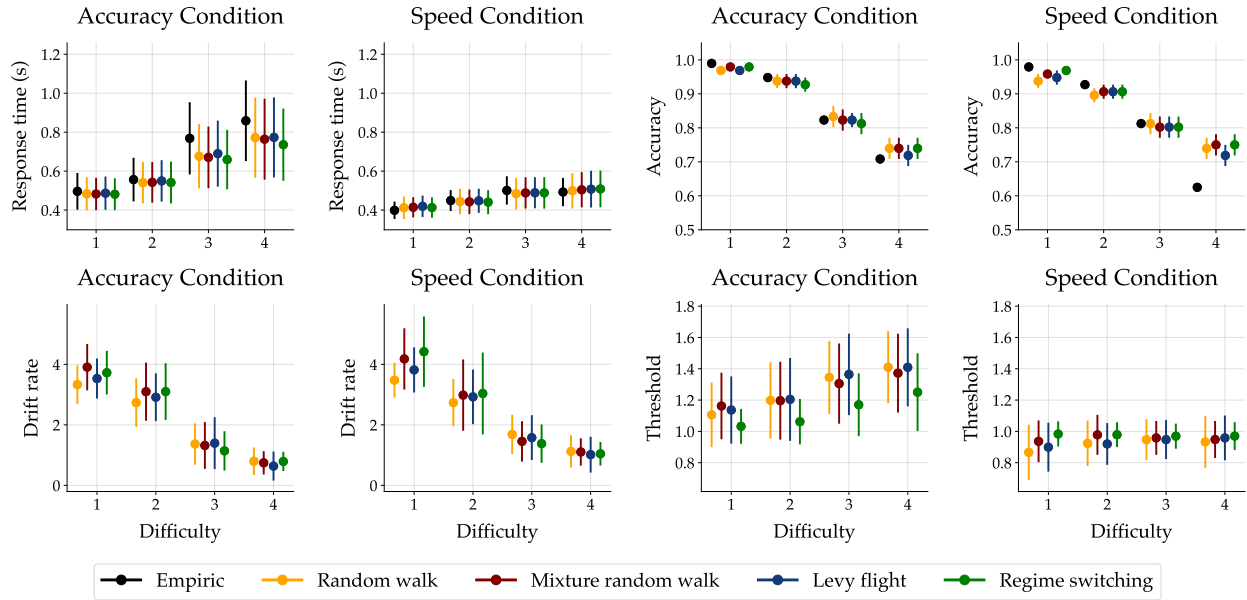 Accuracy Condition
Speed Condition
Accuracy Condition
Speed Condition
Response time (s)
1.2
1.0
0.8
0.6
0.4
1 2 3 4
Response time (s)
1.2
1.0
0.8
0.6
0.4
1 2 3 4
Accuracy
1.0
0.9
0.8
0.7
0.6
0.5
1 2 3 4
Accuracy
1.0
0.9
0.8
0.7
0.6
0.5
1 2 3 4
Accuracy Condition
Speed Condition
Accuracy Condition
Speed Condition
Drift rate
4
2
0
1 2 3 4
Difficulty
Drift rate
4
2
0
1 2 3 4
Difficulty
Threshold
1.8
1.6
1.4
1.2
1.0
0.8
1 2 3 4
Difficulty
Threshold
1.8
1.6
1.4
1.2
1.0
0.8
1 2 3 4
Difficulty
Empiric Random walk Mixture random walk Levy flight Regime switching